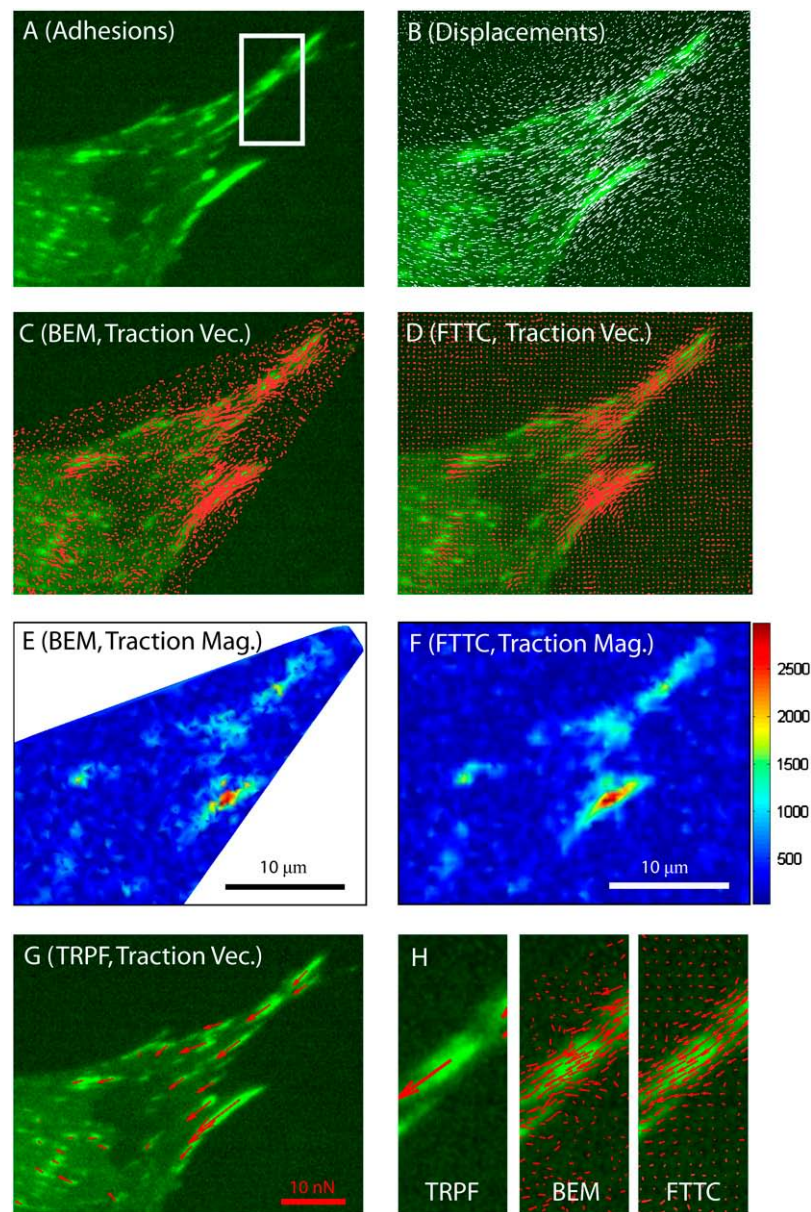 A (Adhesions)
B (Displacements)
C (BEM, Traction Vec.)
D (FTTC, Traction Vec.)
E (BEM, Traction Mag.)
F (FTTC, Traction Mag.)
2500
2000
1500
1000
500
10 μm
10 μm
G (TRPF, Traction Vec.)
H
10 nN
TRPF
BEM
FTTC